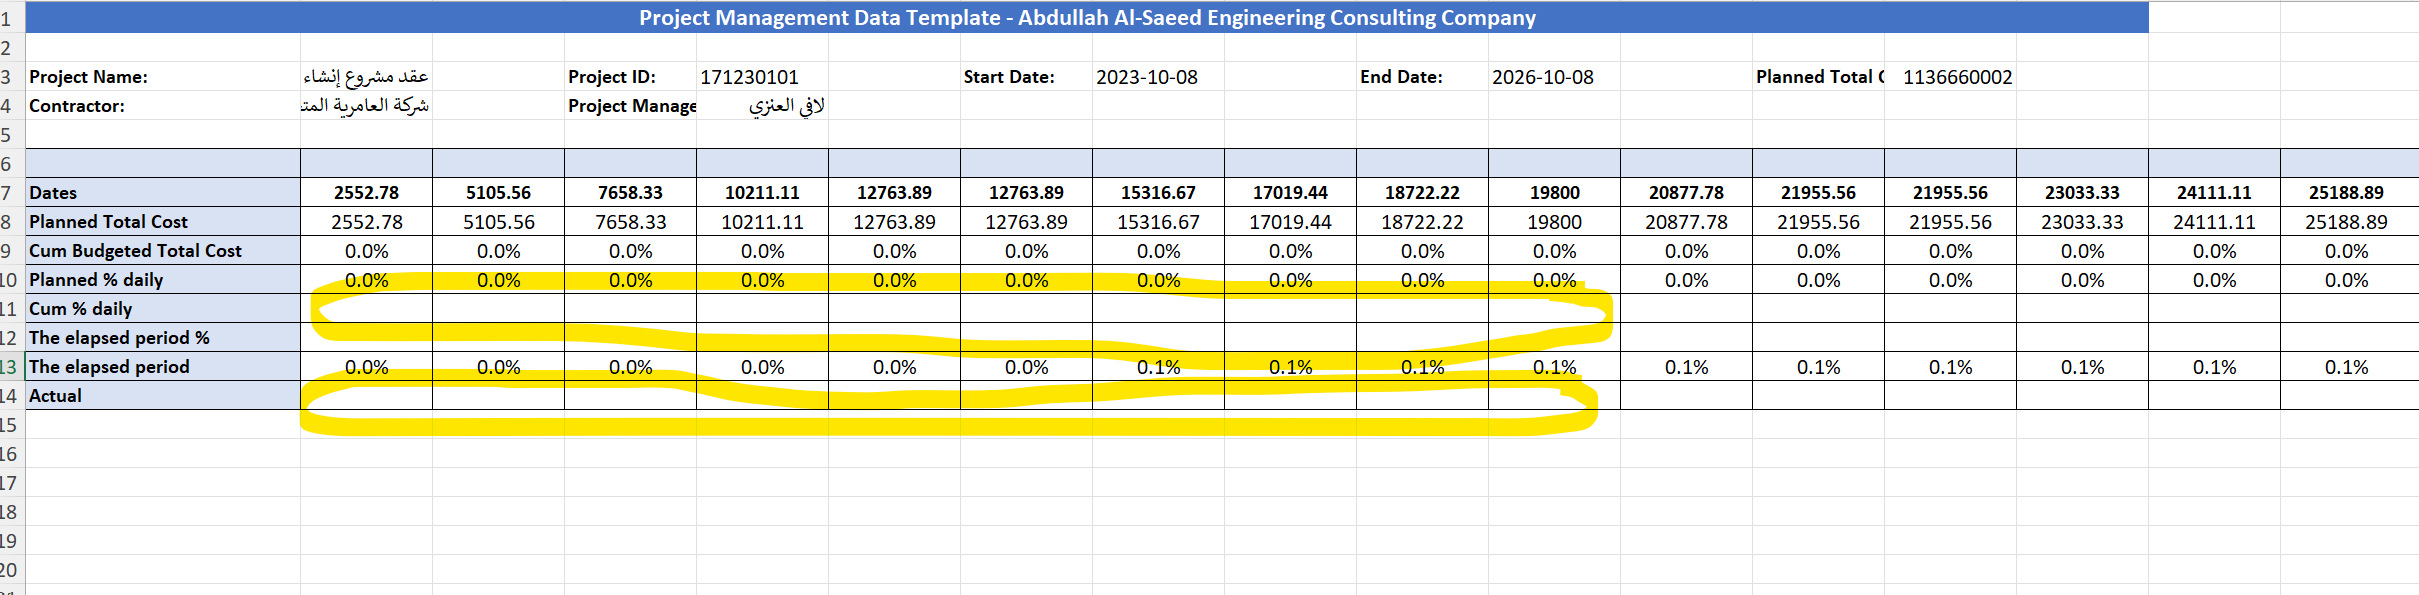 1 Project Management Data Template - Abdullah Al-Saeed Engineering Consulting Company
2
3 Project Name: عقد مشروع إنشاء Project ID: 171230101 Start Date: 2023-10-08 End Date: 2026-10-08 Planned Total 1136660002
4 Contractor: شركة العامرية Project Manage لافي العنزي
5
6
7 Dates 2552.78 5105.56 7658.33 10211.11 12763.89 12763.89 15316.67 17019.44 18722.22 19800 20877.78 21955.56 21955.56 23033.33 24111.11 25188.89
8 Planned Total Cost 2552.78 5105.56 7658.33 10211.11 12763.89 12763.89 15316.67 17019.44 18722.22 19800 20877.78 21955.56 21955.56 23033.33 24111.11 25188.89
9 Cum Budgeted Total Cost 0.0% 0.0% 0.0% 0.0% 0.0% 0.0% 0.0% 0.0% 0.0% 0.0% 0.0% 0.0% 0.0% 0.0% 0.0% 0.0%
10 Planned % daily 0.0% 0.0% 0.0% 0.0% 0.0% 0.0% 0.0% 0.0% 0.0% 0.0% 0.0% 0.0% 0.0% 0.0% 0.0% 0.0%
11 Cum % daily
12 The elapsed period %
13 The elapsed period 0.0% 0.0% 0.0% 0.0% 0.0% 0.0% 0.1% 0.1% 0.1% 0.1% 0.1% 0.1% 0.1% 0.1% 0.1% 0.1%
14 Actual
15
16
17
18
19
20